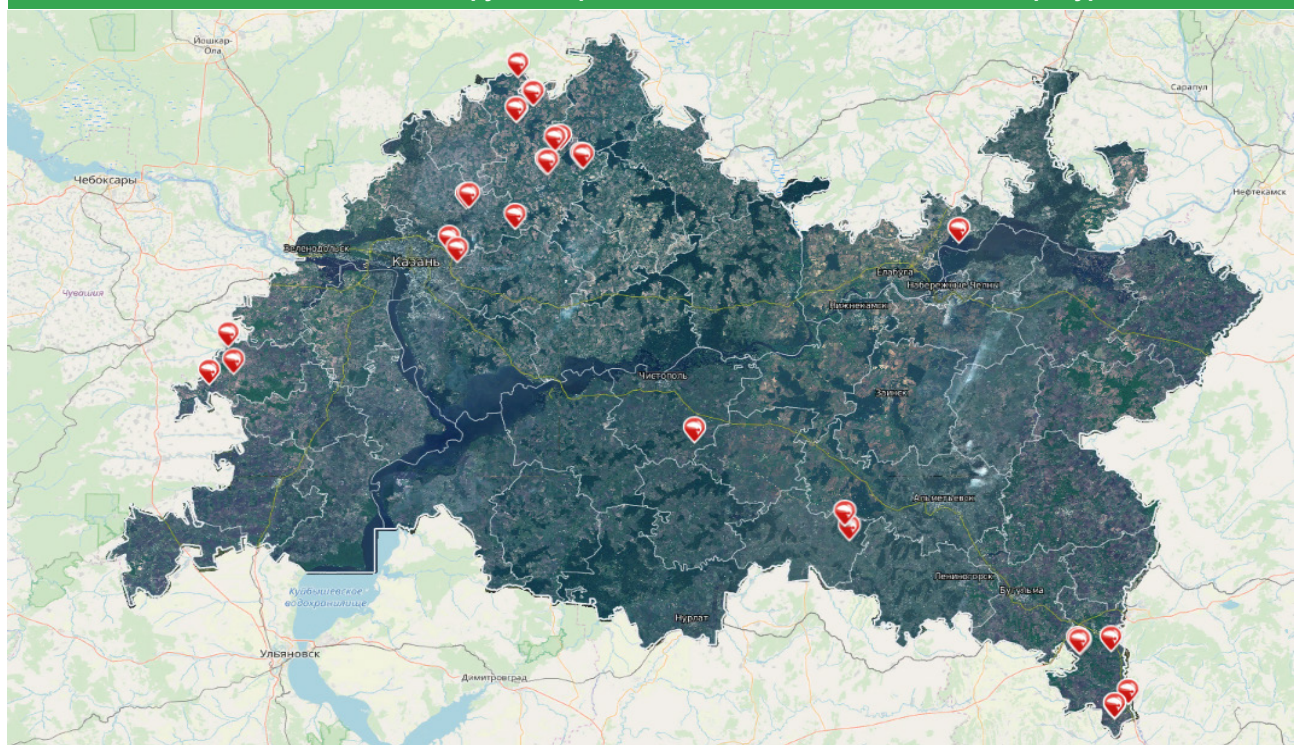 Йошкар-
Ола
Сарапул
Чебоксары
Нефтекамск
Зеленодольск
Казань
Елабуга
Набережные Челны
Чувашия
Нижнекамск
Чистополь
Заинск
Альметьевск
Лениногорск
Бугульма
Куйбышевское
водохранилище
Нурлат
Ульяновск
Димитровград